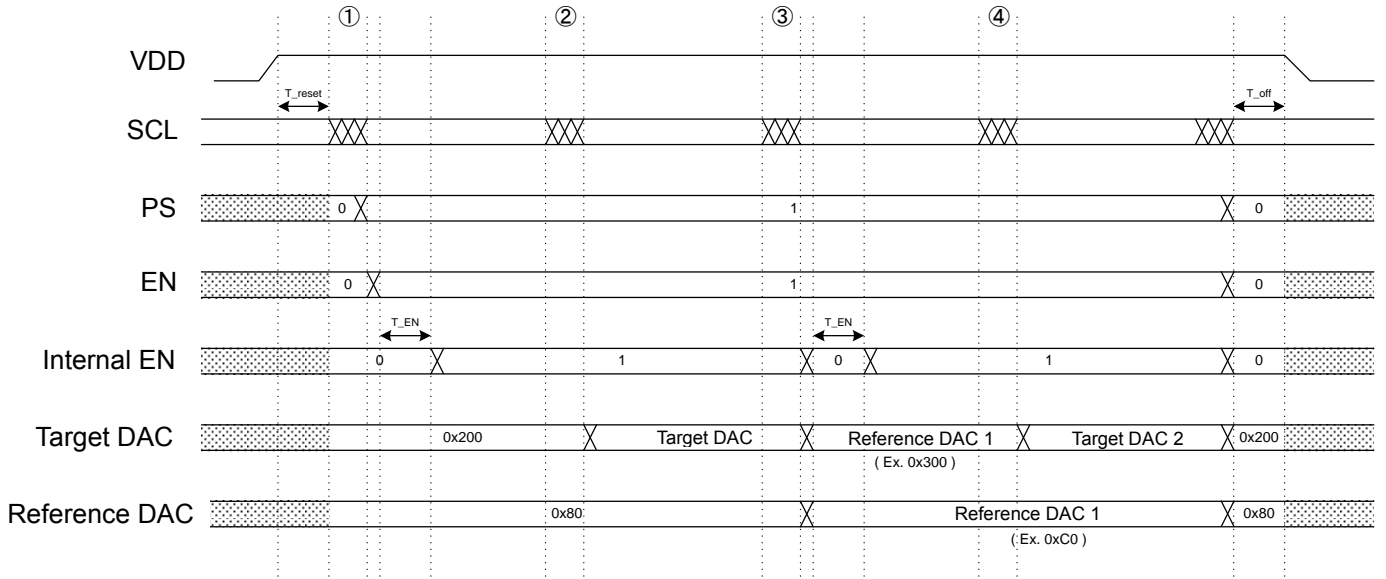 ① ② ③ ④
VDD
T_reset T_off
SCL
PS 0 1 0
EN 0 1 0
T_EN T_EN
Internal EN 0 1 0 1 0
Target DAC 0x200 Target DAC Reference DAC 1 Target DAC 2 0x200
( Ex. 0x300 )
Reference DAC 0x80 Reference DAC 1 0x80
( Ex. 0xC0 )